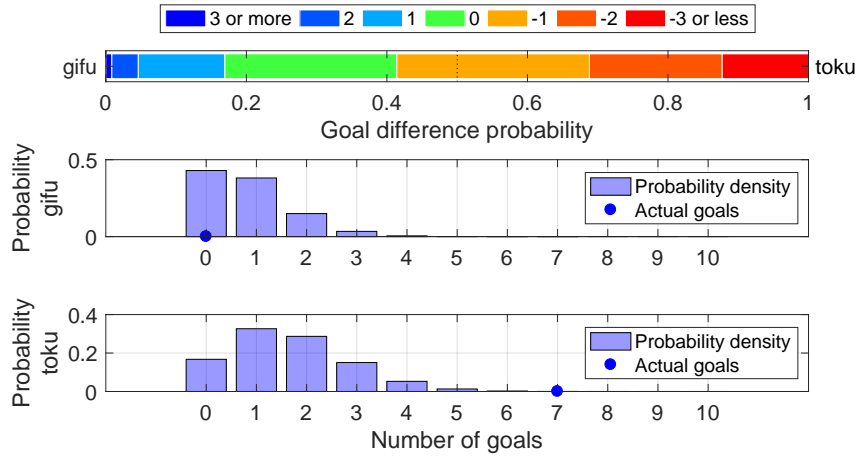 3 or more 2 1 0 -1 -2 -3 or less
gifu toku
0 0.2 0.4 0.6 0.8 1
Goal difference probability
Probability
gifu
0.5
0
Probability density
Actual goals
0 1 2 3 4 5 6 7 8 9 10
Probability
toku
0.4
0.2
0
Probability density
Actual goals
0 1 2 3 4 5 6 7 8 9 10
Number of goals